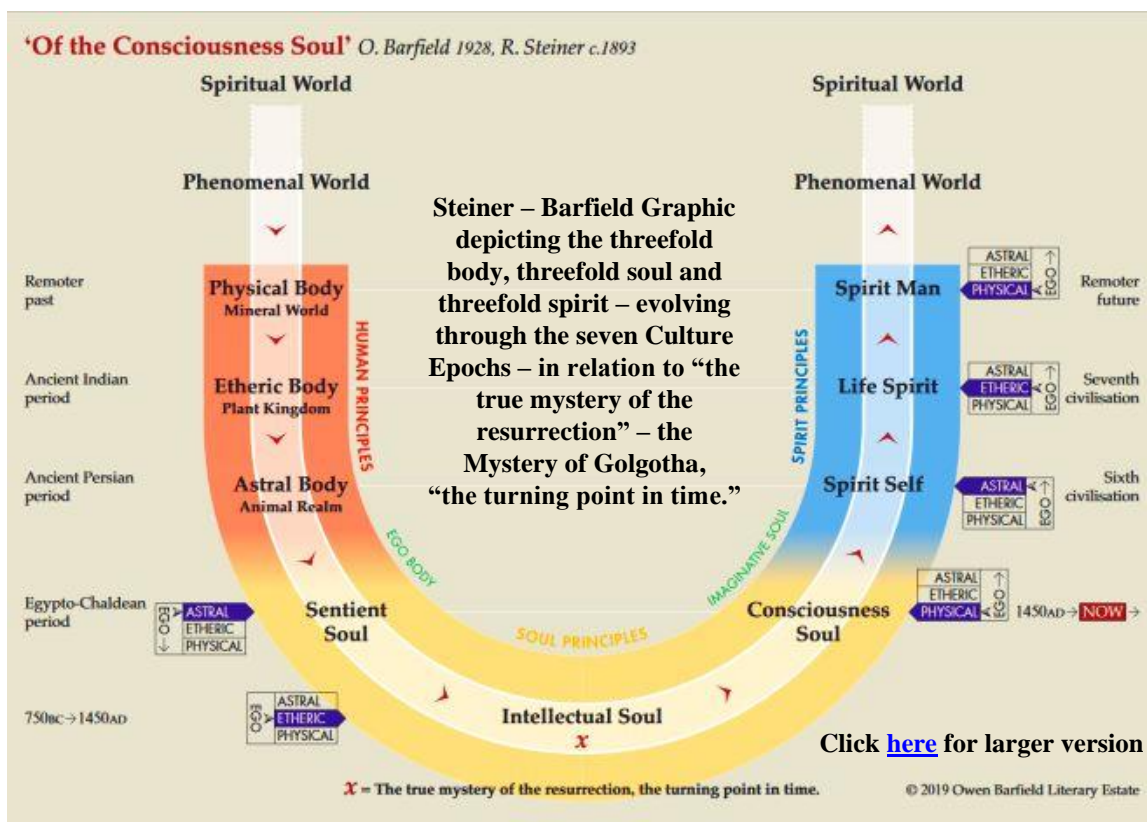 ‘Of the Consciousness Soul’ O. Barfield 1928, R. Steiner c.1893
Spiritual World
Spiritual World
Phenomenal World
Phenomenal World
Steiner – Barfield Graphic
depicting the threefold
body, threefold soul and
threefold spirit – evolving
through the seven Culture
Epochs – in relation to “the
true mystery of the
resurrection” – the
Mystery of Golgotha,
“the turning point in time.”
Remoter
past
Physical Body
Mineral World
HUMAN PRINCIPLES
Ancient Indian
period
Etheric Body
Plant Kingdom
Ancient Persian
period
Astral Body
Animal Realm
EGO BODY
Egypto-Chaldean
period
EGO
ASTRAL
ETHERIC
PHYSICAL
Sentient
Soul
SOUL PRINCIPLES
750BC→1450AD
EGO
ASTRAL
ETHERIC
PHYSICAL
Intellectual Soul
x
IMAGINATIVE SOUL
Consciousness
Soul
ASTRAL
ETHERIC
PHYSICAL
EGO
1450AD→ NOW →
SPIRIT PRINCIPLES
Spirit Self
ASTRAL
ETHERIC
PHYSICAL
EGO
Sixth
civilisation
Life Spirit
ASTRAL
ETHERIC
PHYSICAL
EGO
Seventh
civilisation
Spirit Man
ASTRAL
ETHERIC
PHYSICAL
EGO
Remoter
future
Click here for larger version
x = The true mystery of the resurrection, the turning point in time.
© 2019 Owen Barfield Literary Estate